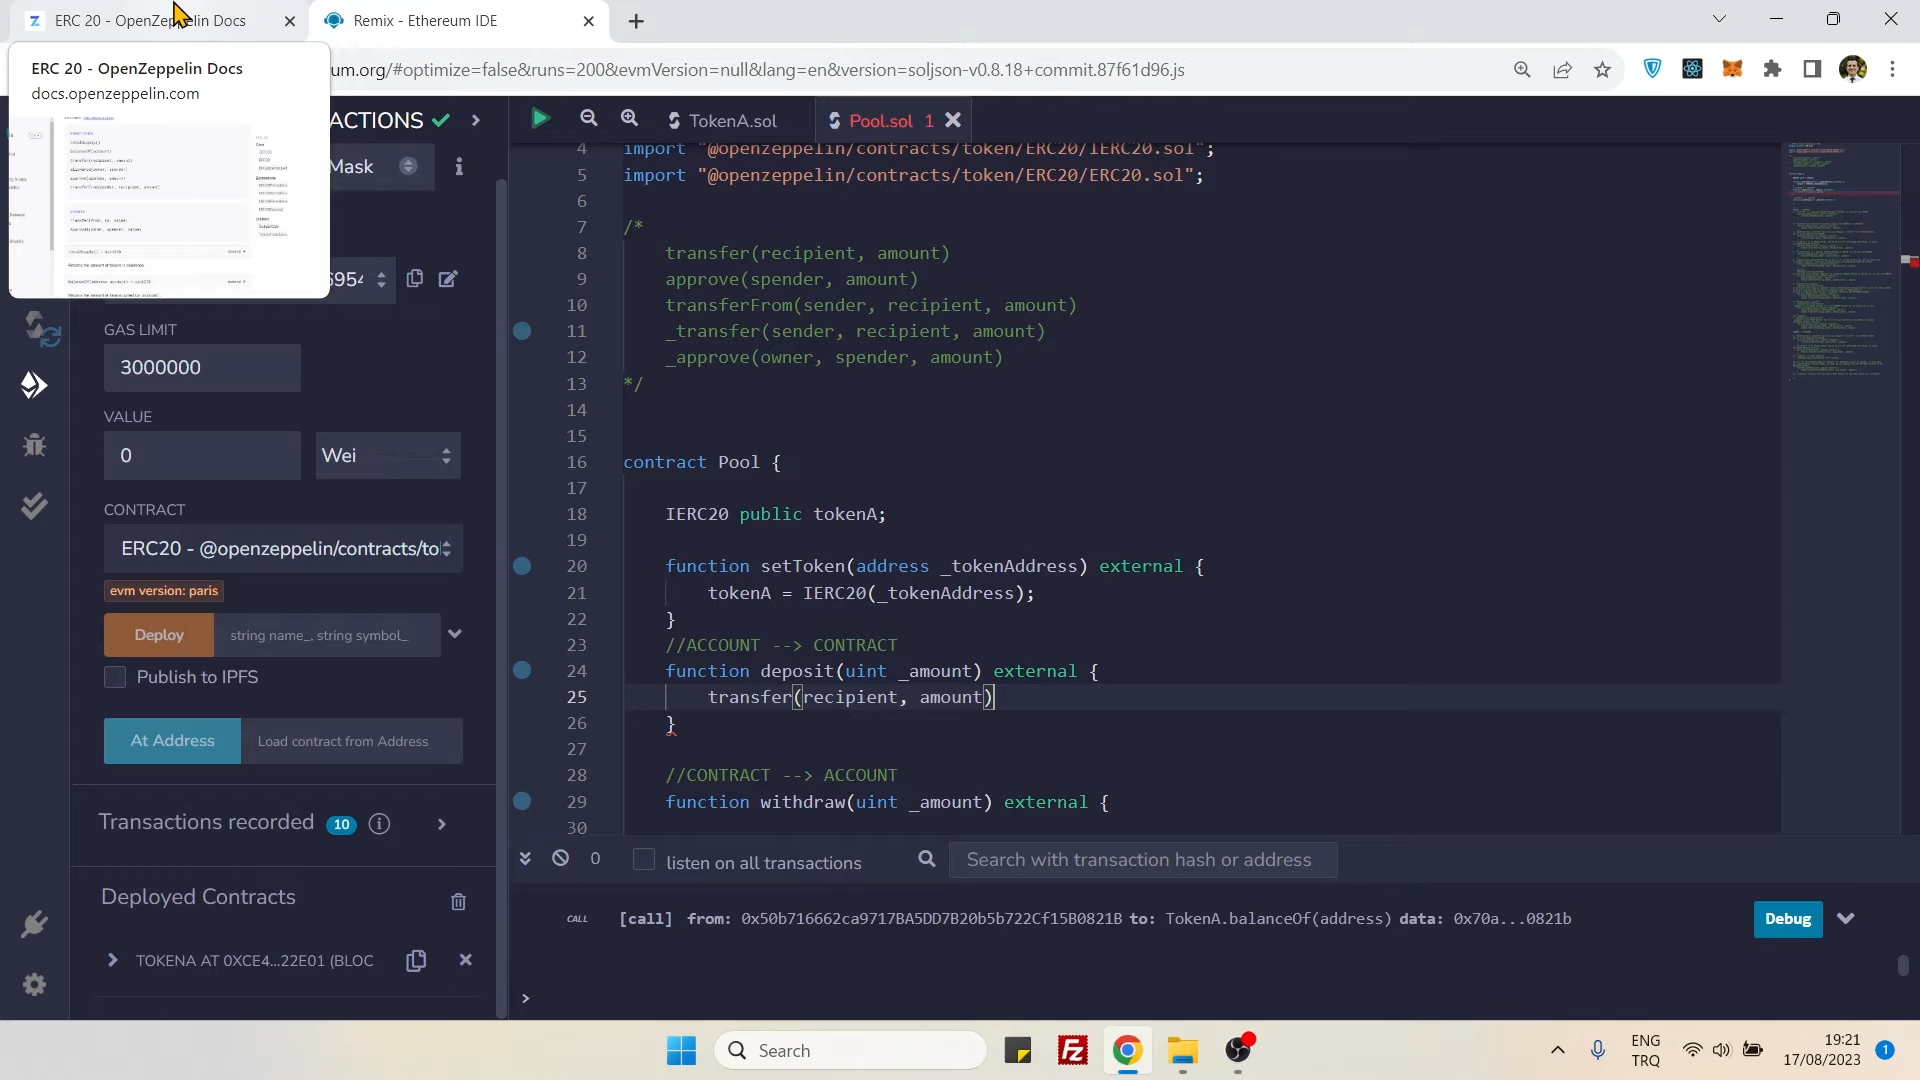 ERC 20 - OpenZeppelin Docs
Remix - Ethereum IDE
ERC 20 - OpenZeppelin Docs
docs.openzeppelin.com
um.org/#optimize=false&runs=200&evmVersion=null&lang=en&version=soljson-v0.8.18+commit.87f61d96.js
ACTIONS
TokenA.sol
Pool.sol 1
Mask
GAS LIMIT
3000000
VALUE
0
Wei
CONTRACT
ERC20 - @openzeppelin/contracts/to
evm version: paris
Deploy
string name_, string symbol_
Publish to IPFS
At Address
Load contract from Address
Transactions recorded 10
Deployed Contracts
TOKENA AT 0XCE4...22E01 (BLOC
4 import "@openzeppelin/contracts/token/ERC20/IERC20.sol";
5 import "@openzeppelin/contracts/token/ERC20/ERC20.sol";
6
7 /*
8 transfer(recipient, amount)
9 approve(spender, amount)
10 transferFrom(sender, recipient, amount)
11 _transfer(sender, recipient, amount)
12 _approve(owner, spender, amount)
13 */
14
15
16 contract Pool {
17
18 IERC20 public tokenA;
19
20 function setToken(address _tokenAddress) external {
21 tokenA = IERC20(_tokenAddress);
22 }
23 //ACCOUNT --> CONTRACT
24 function deposit(uint _amount) external {
25 transfer(recipient, amount)
26 }
27
28 //CONTRACT --> ACCOUNT
29 function withdraw(uint _amount) external {
30
0
listen on all transactions
Search with transaction hash or address
CALL [call] from: 0x50b716662ca9717BA5DD7B20b5b722Cf15B0821B to: TokenA.balanceOf(address) data: 0x70a...0821b
Debug
>
Search
ENG
TRQ
19:21
17/08/2023
1